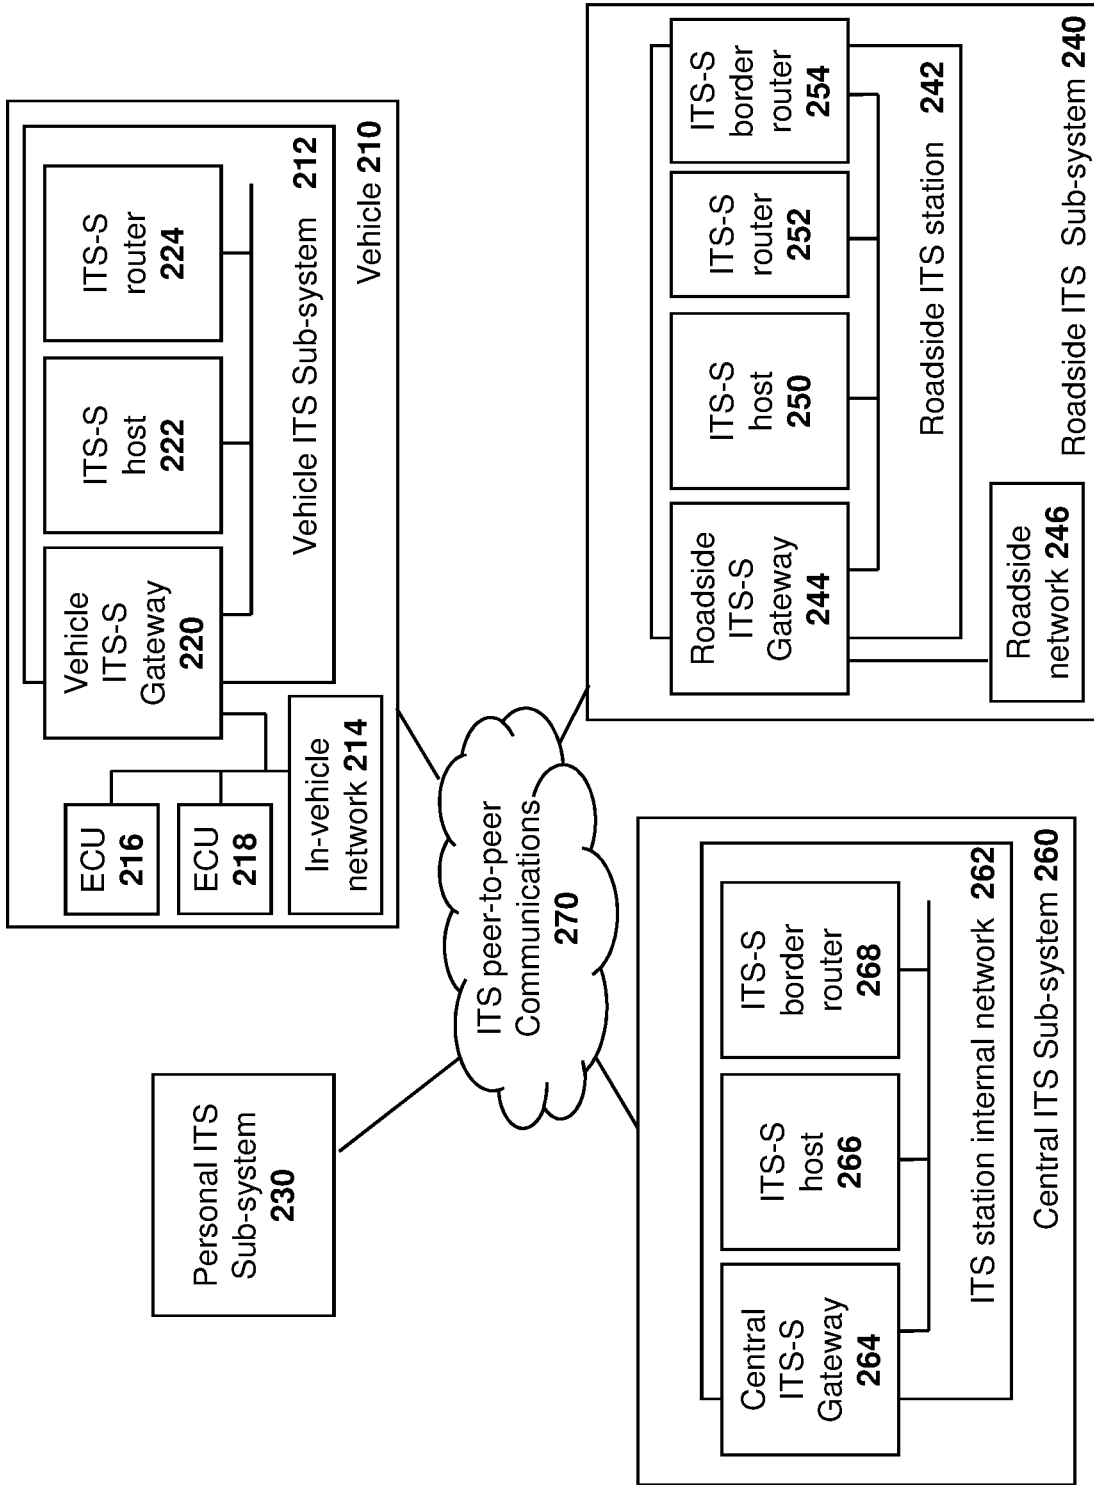 Personal ITS
Sub-system
230
ECU
216
ECU
218
In-vehicle
network 214
Vehicle
ITS-S
Gateway
220
ITS-S
host
222
ITS-S
router
224
Vehicle ITS Sub-system 212
Vehicle 210
ITS peer-to-peer
Communications
270
Central
ITS-S
Gateway
264
ITS-S
host
266
ITS-S
border
router
268
ITS station internal network 262
Central ITS Sub-system 260
Roadside
ITS-S
Gateway
244
ITS-S
host
250
ITS-S
router
252
ITS-S
border
router
254
Roadside ITS station 242
Roadside
network 246
Roadside ITS Sub-system 240